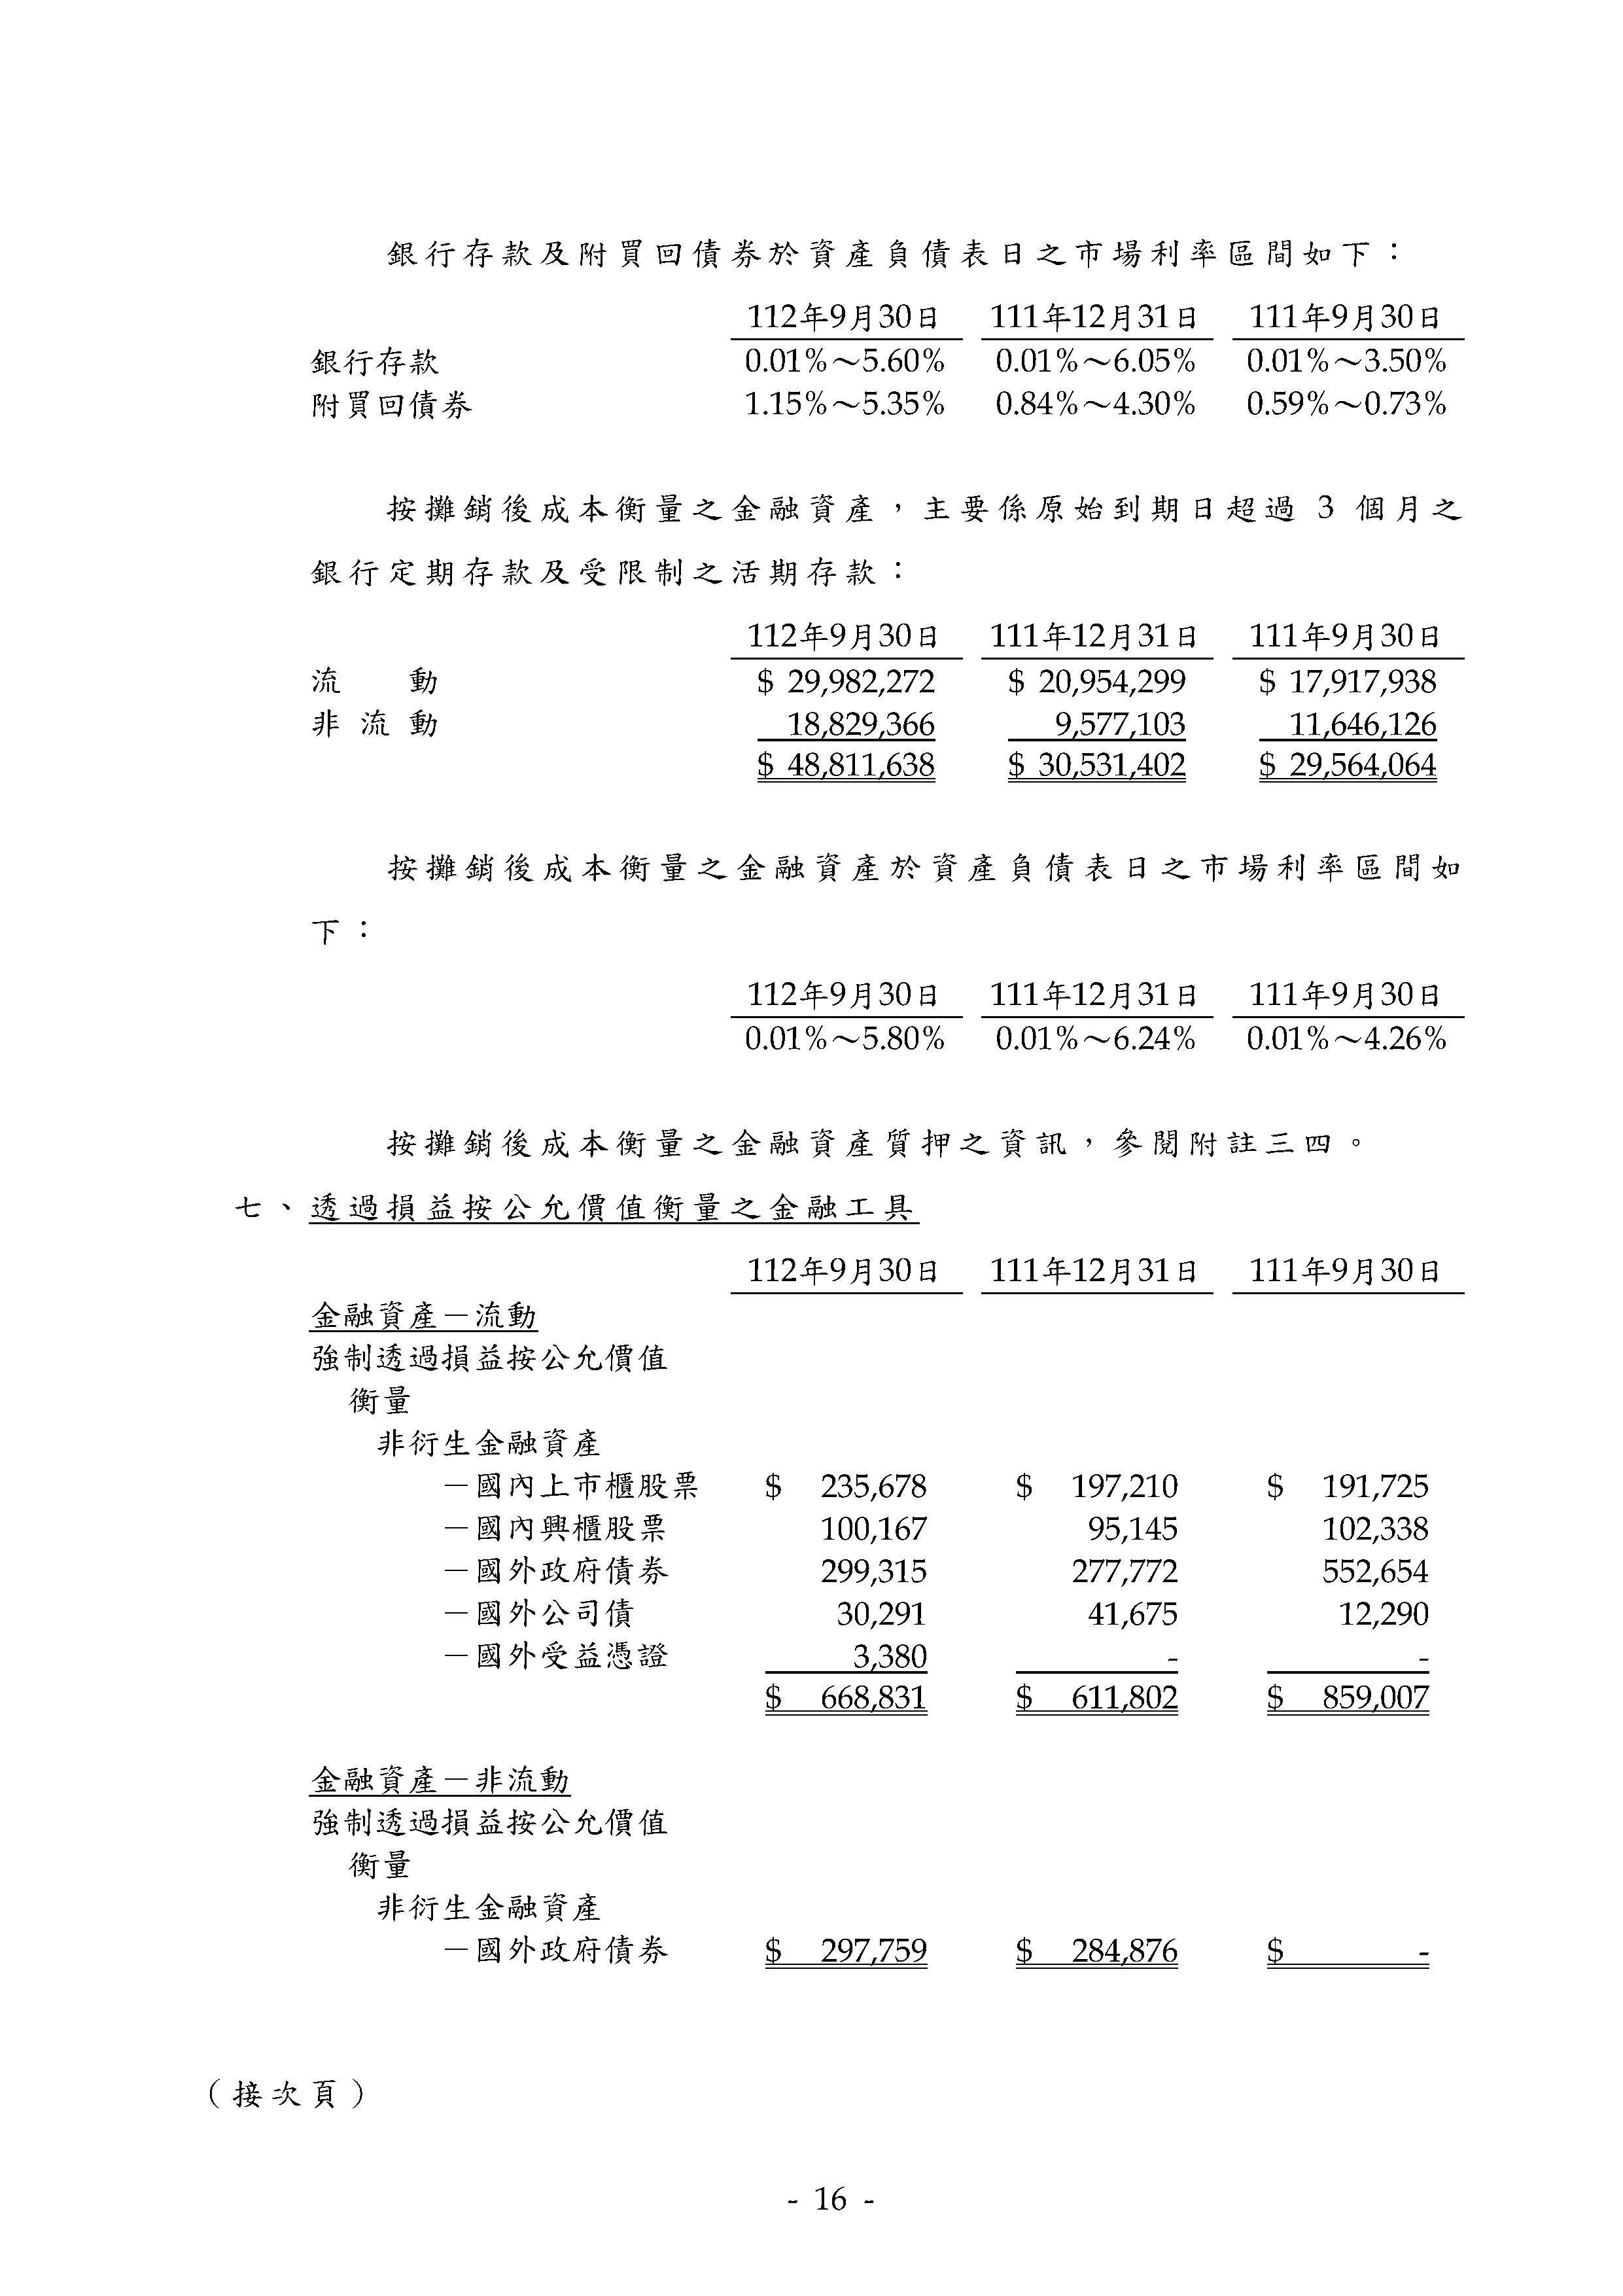 銀行存款及附買回債券於資產負債表日之市場利率區間如下：
112年9月30日 111年12月31日 111年9月30日
銀行存款 0.01%～5.60% 0.01%～6.05% 0.01%～3.50%
附買回債券 1.15%～5.35% 0.84%～4.30% 0.59%～0.73%
按攤銷後成本衡量之金融資產，主要係原始到期日超過 3 個月之
銀行定期存款及受限制之活期存款：
112年9月30日 111年12月31日 111年9月30日
流動 $ 29,982,272 $ 20,954,299 $ 17,917,938
非流動 18,829,366 9,577,103 11,646,126
$ 48,811,638 $ 30,531,402 $ 29,564,064
按攤銷後成本衡量之金融資產於資產負債表日之市場利率區間如
下：
112年9月30日 111年12月31日 111年9月30日
0.01%～5.80% 0.01%～6.24% 0.01%～4.26%
按攤銷後成本衡量之金融資產質押之資訊，參閱附註三四。
七、透過損益按公允價值衡量之金融工具
112年9月30日 111年12月31日 111年9月30日
金融資產－流動
強制透過損益按公允價值
衡量
非衍生金融資產
－國內上市櫃股票 $ 235,678 $ 197,210 $ 191,725
－國內興櫃股票 100,167 95,145 102,338
－國外政府債券 299,315 277,772 552,654
－國外公司債 30,291 41,675 12,290
－國外受益憑證 3,380 - -
$ 668,831 $ 611,802 $ 859,007
金融資產－非流動
強制透過損益按公允價值
衡量
非衍生金融資產
－國外政府債券 $ 297,759 $ 284,876 $ -
（接次頁）
- 16 -